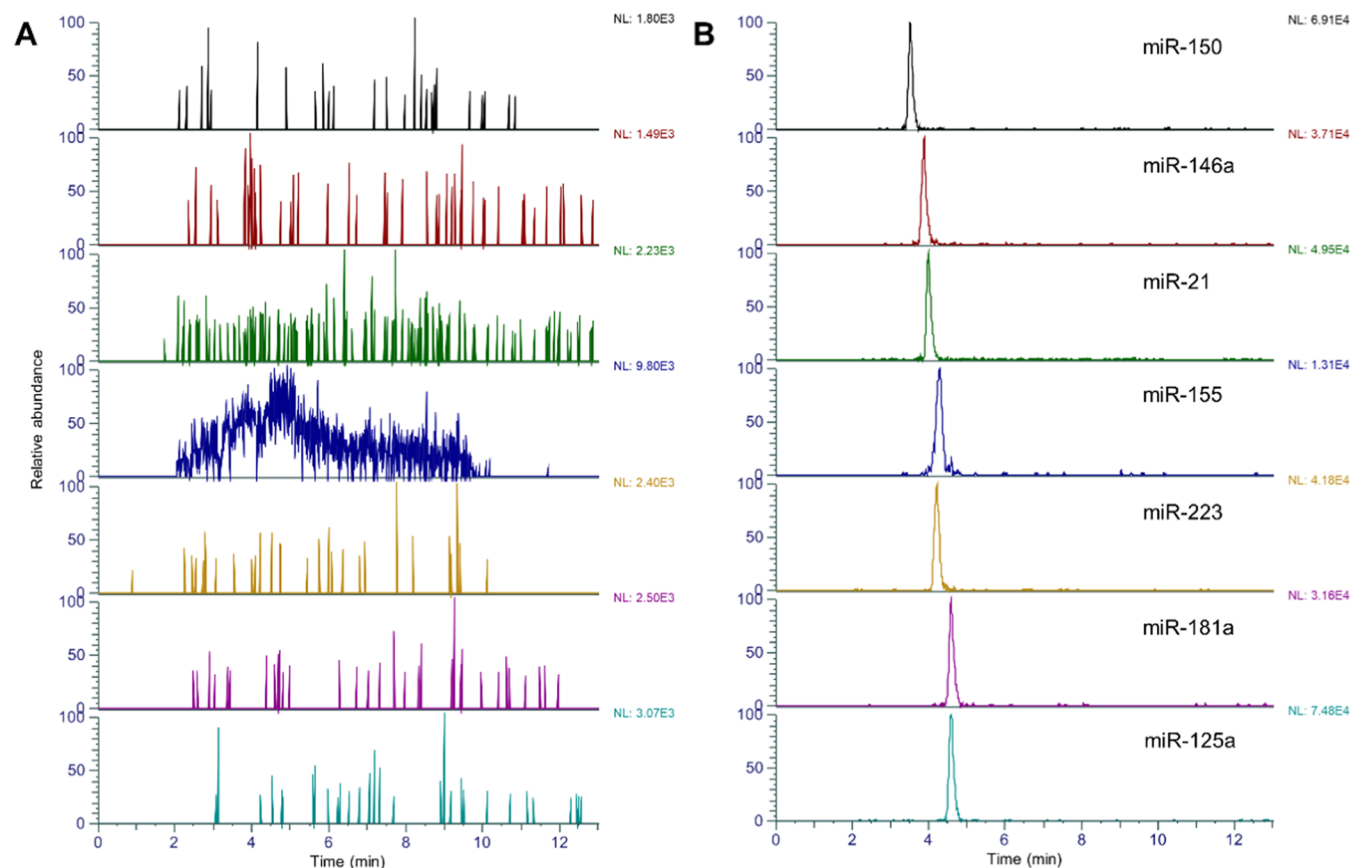 A
NL: 1.80E3
100
50
0
NL: 1.49E3
100
50
0
NL: 2.23E3
100
50
0
NL: 9.80E3
100
50
0
NL: 2.40E3
100
50
0
NL: 2.50E3
100
50
0
NL: 3.07E3
100
50
0
0 2 4 6 8 10 12
Time (min)
Relative abundance
B
NL: 6.91E4
miR-150
100
50
0
NL: 3.71E4
miR-146a
100
50
0
NL: 4.95E4
miR-21
100
50
0
NL: 1.31E4
miR-155
100
50
0
NL: 4.18E4
miR-223
100
50
0
NL: 3.16E4
miR-181a
100
50
0
NL: 7.48E4
miR-125a
100
50
0
0 2 4 6 8 10 12
Time (min)